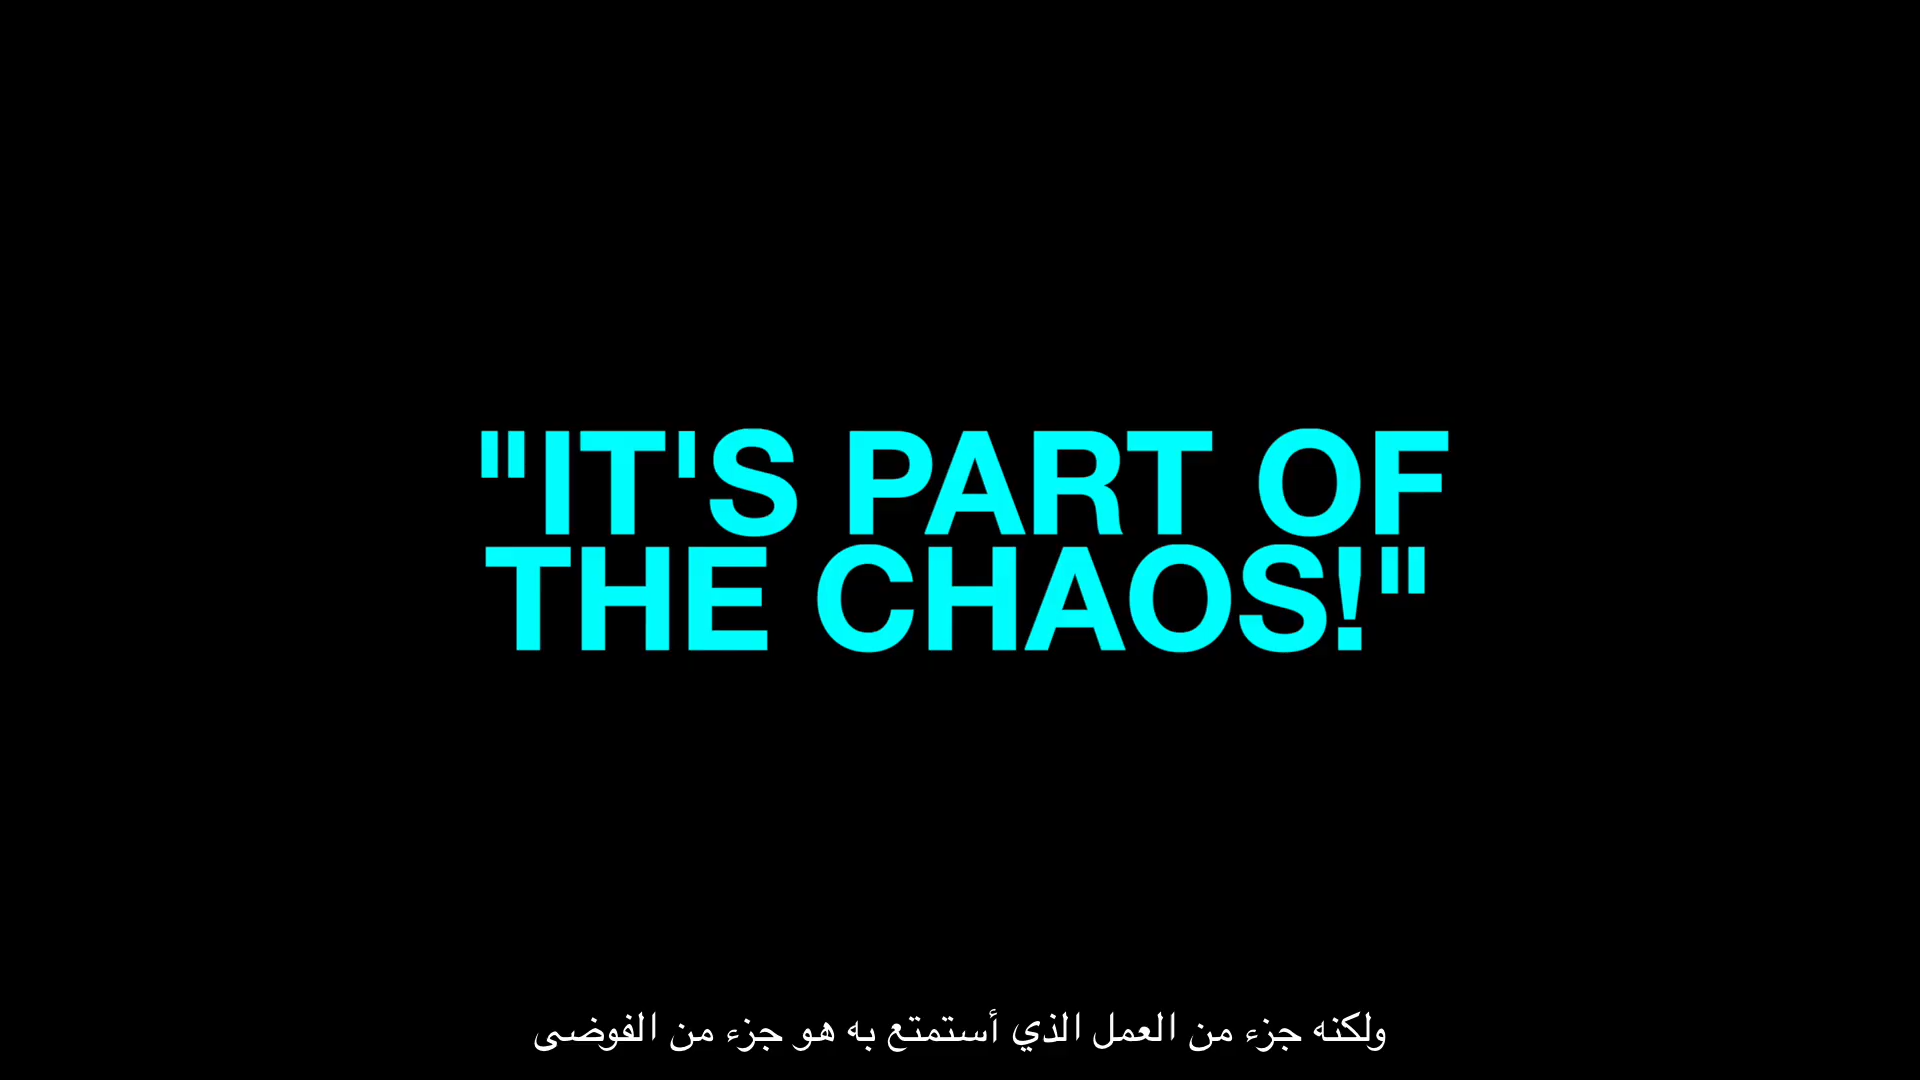 "IT'S PART OF
THE CHAOS!"
ولكنه جزء من العمل الذي أستمتع به هو جزء من الفوضى